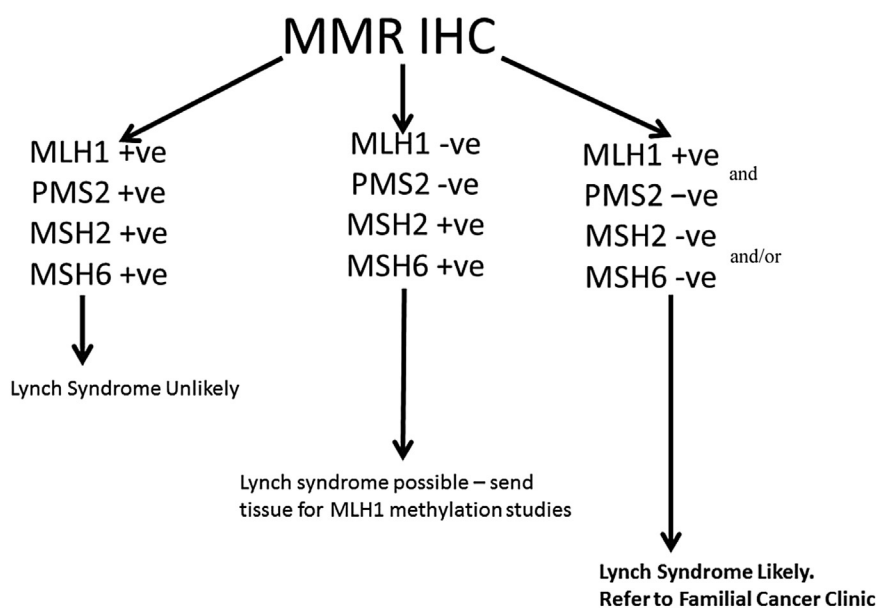 MMR IHC
MLH1 +ve
PMS2 +ve
MSH2 +ve
MSH6 +ve
Lynch Syndrome Unlikely
MLH1 -ve
PMS2 -ve
MSH2 +ve
MSH6 +ve
Lynch syndrome possible – send
tissue for MLH1 methylation studies
MLH1 +ve
and
PMS2 –ve
MSH2 -ve
and/or
MSH6 -ve
Lynch Syndrome Likely.
Refer to Familial Cancer Clinic